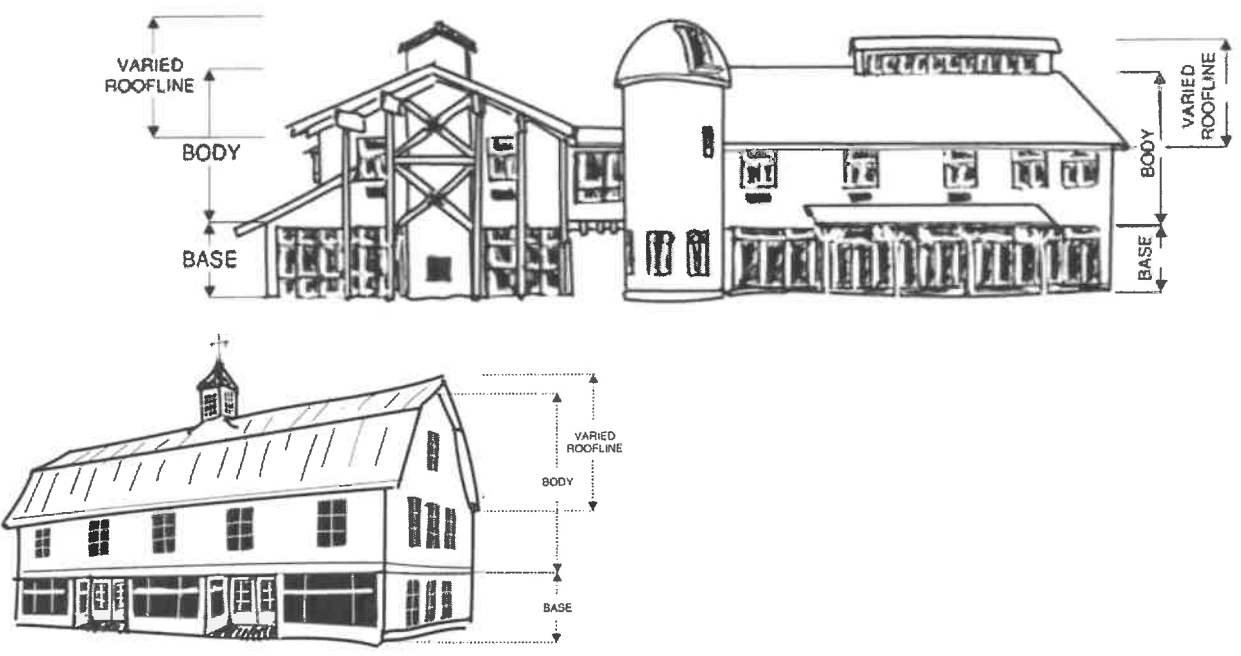 VARIED
ROOFLINE
BODY
BASE
VARIED
ROOFLINE
BODY
BASE
VARIED
ROOFLINE
BODY
BASE